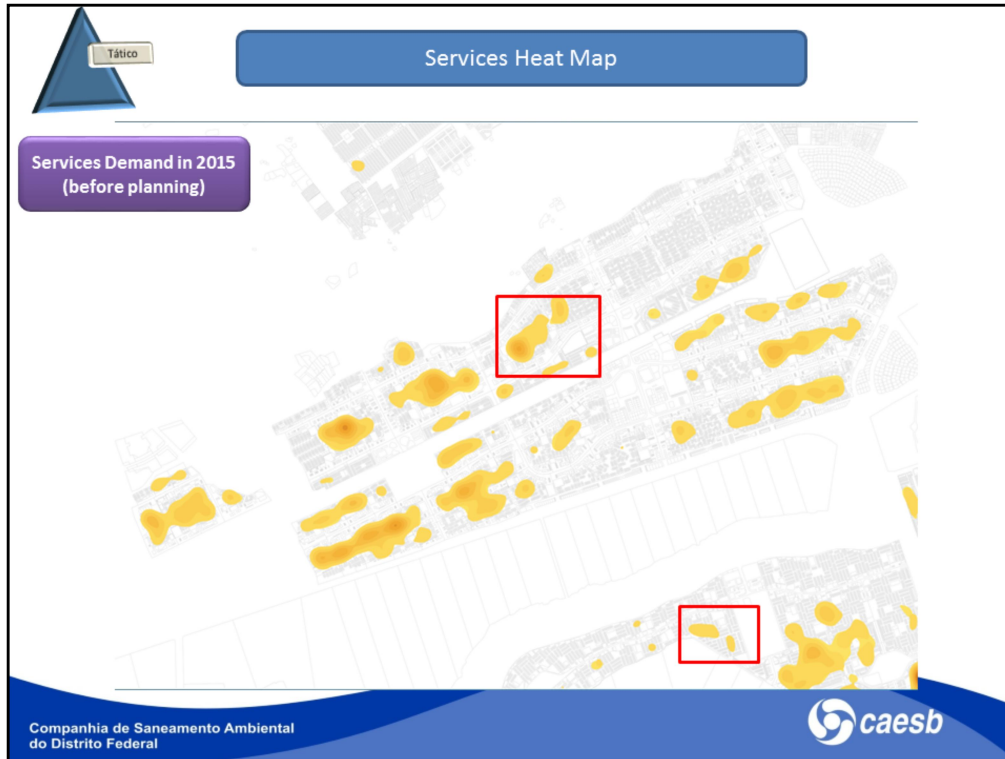 Tático
Services Heat Map
Services Demand in 2015
(before planning)
Companhia de Saneamento Ambiental
do Distrito Federal
caesb